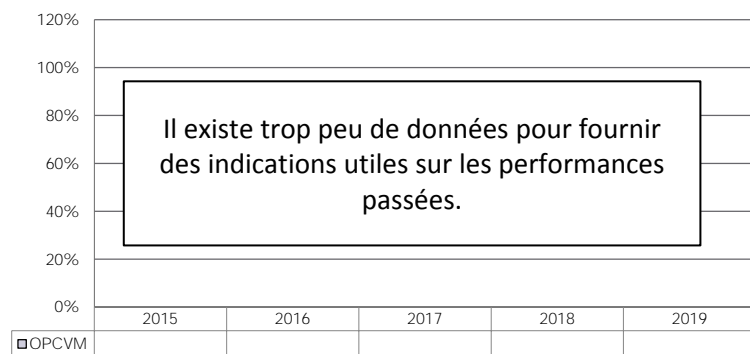 120%
100%
80%
60%
40%
20%
0%
Il existe trop peu de données pour fournir
des indications utiles sur les performances
passées.
2015 2016 2017 2018 2019
OPCVM